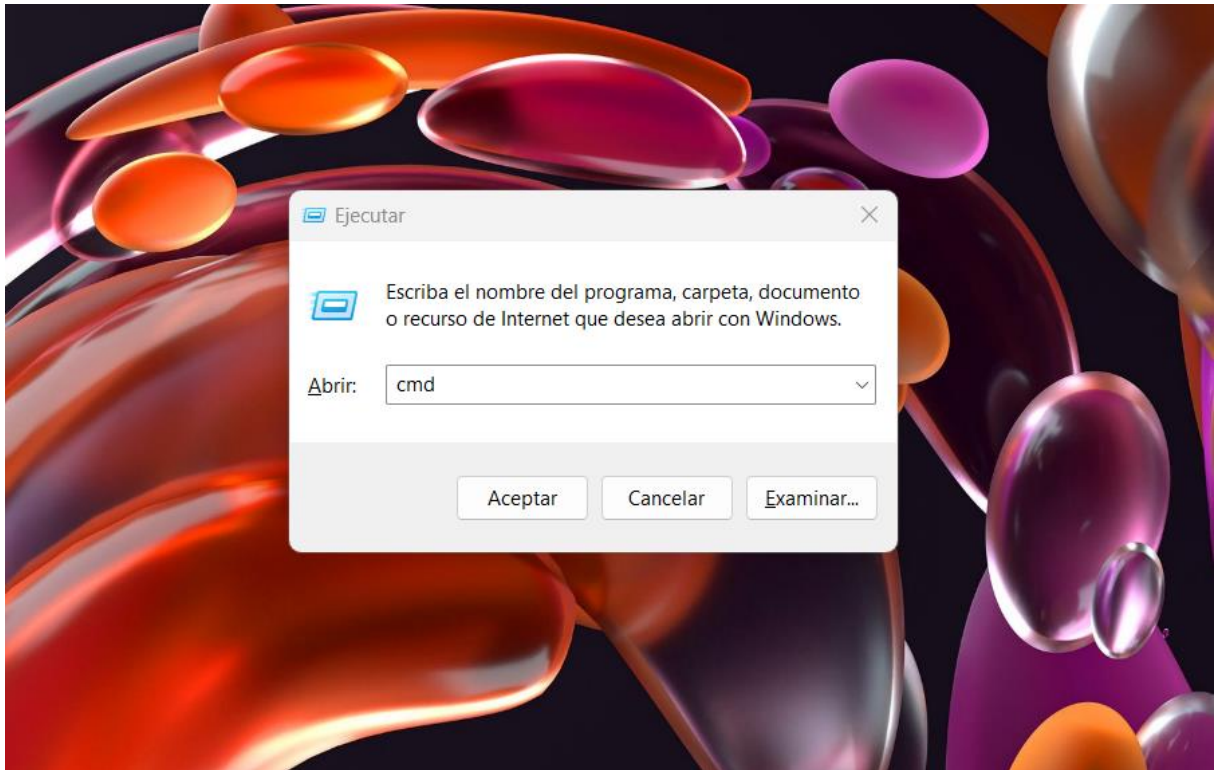 Ejecutar
Escriba el nombre del programa, carpeta, documento
o recurso de Internet que desea abrir con Windows.
Abrir: cmd
Aceptar Cancelar Examinar...